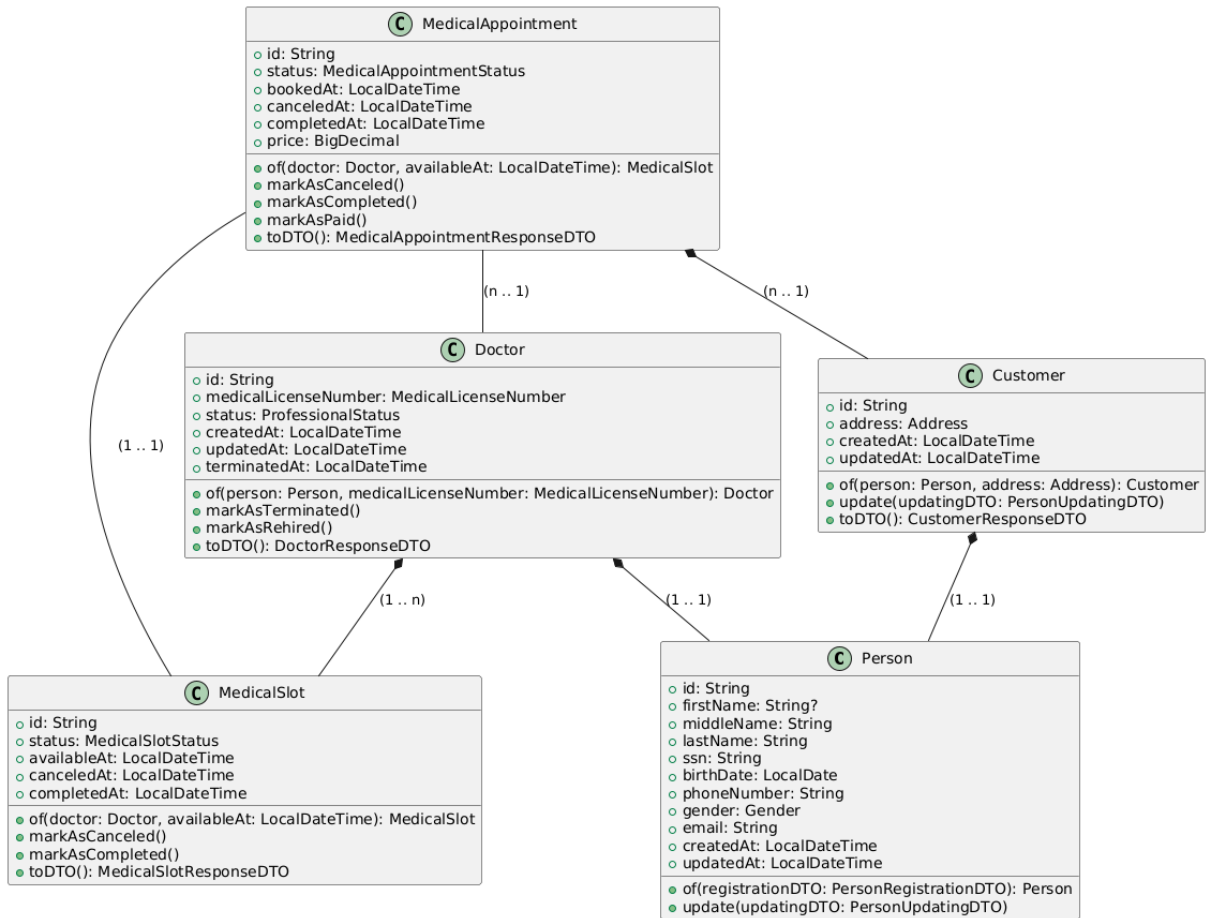 C MedicalAppointment
id: String
status: MedicalAppointmentStatus
bookedAt: LocalDateTime
canceledAt: LocalDateTime
completedAt: LocalDateTime
price: BigDecimal
of(doctor: Doctor, availableAt: LocalDateTime): MedicalSlot
markAsCanceled()
markAsCompleted()
markAsPaid()
toDTO(): MedicalAppointmentResponseDTO
(n .. 1)
(n .. 1)
(1 .. 1)
C Doctor
id: String
medicalLicenseNumber: MedicalLicenseNumber
status: ProfessionalStatus
createdAt: LocalDateTime
updatedAt: LocalDateTime
terminatedAt: LocalDateTime
of(person: Person, medicalLicenseNumber: MedicalLicenseNumber): Doctor
markAsTerminated()
markAsRehired()
toDTO(): DoctorResponseDTO
C Customer
id: String
address: Address
createdAt: LocalDateTime
updatedAt: LocalDateTime
of(person: Person, address: Address): Customer
update(updatingDTO: PersonUpdatingDTO)
toDTO(): CustomerResponseDTO
(1 .. n)
(1 .. 1)
(1 .. 1)
C MedicalSlot
id: String
status: MedicalSlotStatus
availableAt: LocalDateTime
canceledAt: LocalDateTime
completedAt: LocalDateTime
of(doctor: Doctor, availableAt: LocalDateTime): MedicalSlot
markAsCanceled()
markAsCompleted()
toDTO(): MedicalSlotResponseDTO
C Person
id: String
firstName: String?
middleName: String
lastName: String
ssn: String
birthDate: LocalDate
phoneNumber: String
gender: Gender
email: String
createdAt: LocalDateTime
updatedAt: LocalDateTime
of(registrationDTO: PersonRegistrationDTO): Person
update(updatingDTO: PersonUpdatingDTO)